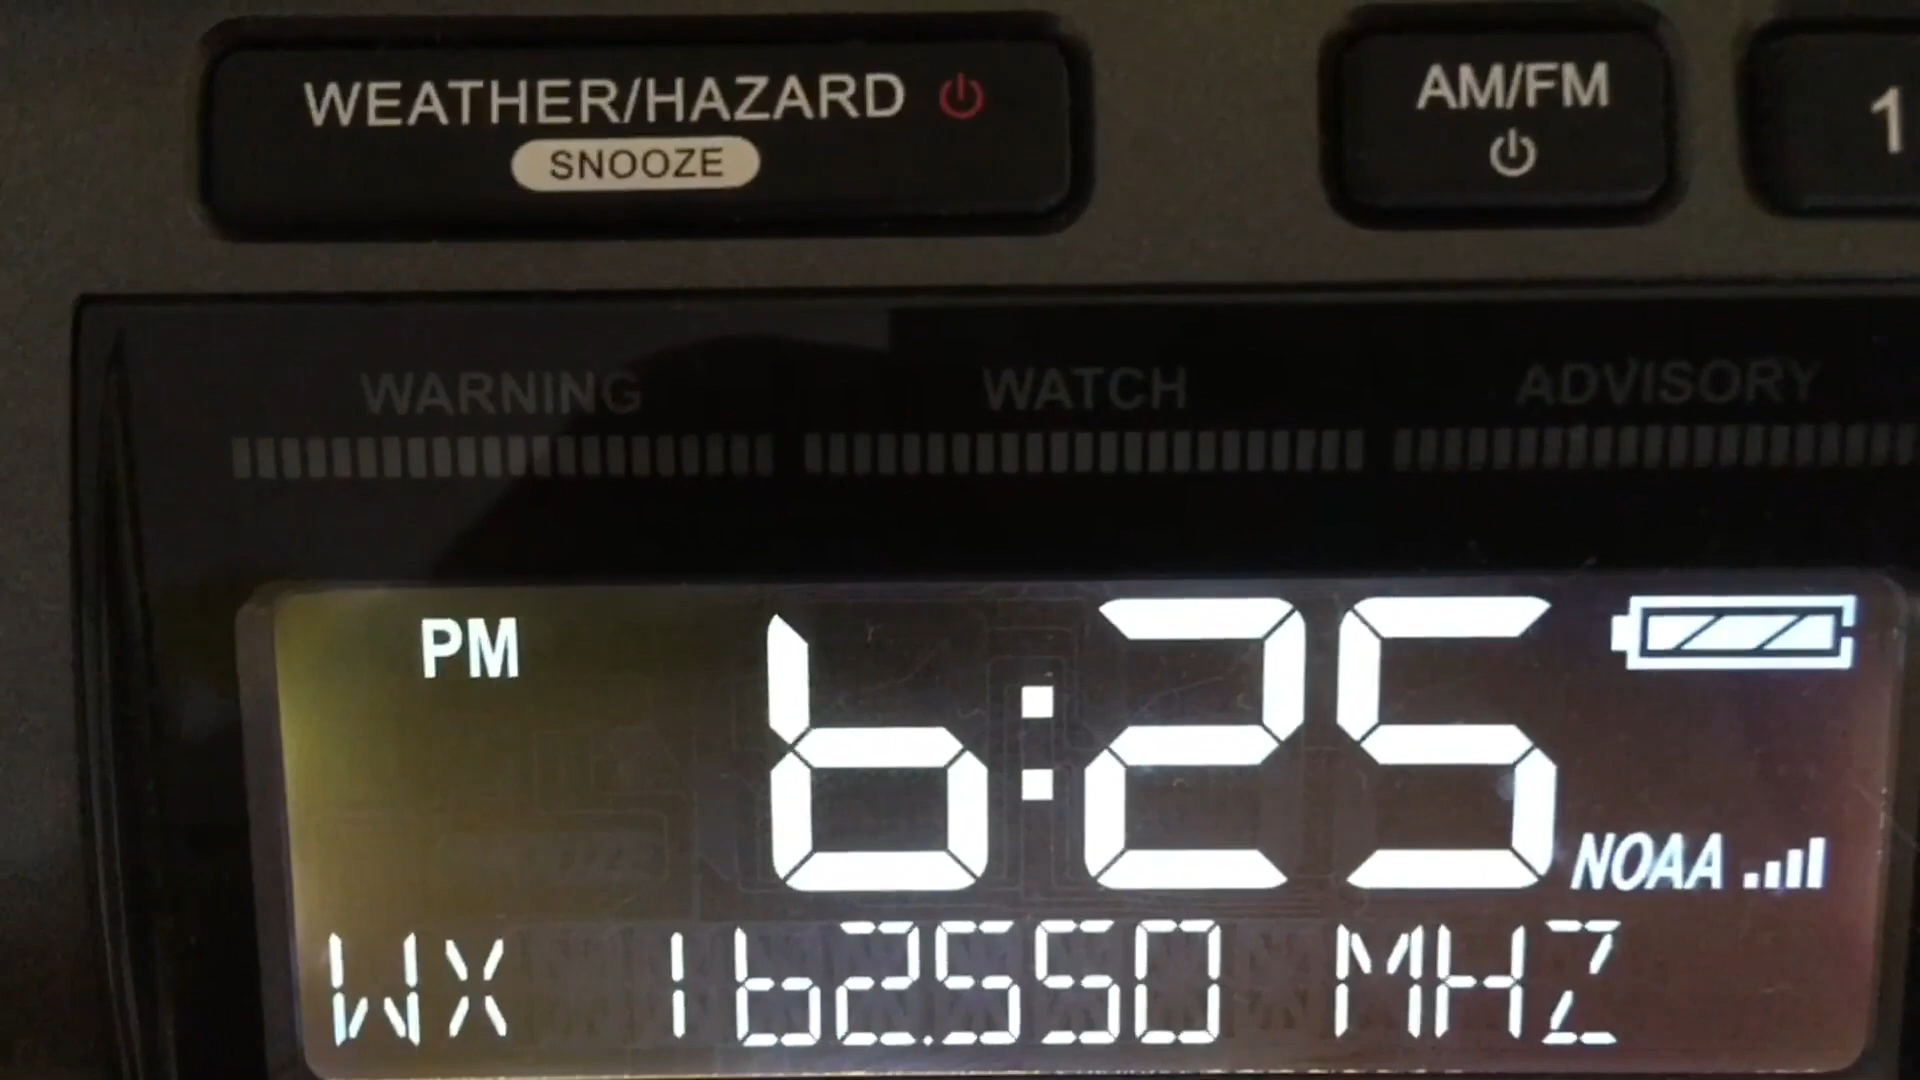 WEATHER/HAZARD
SNOOZE
AM/FM
1
WARNING WATCH ADVISORY
PM 6:25
NOAA
WX 162.550 MHZ